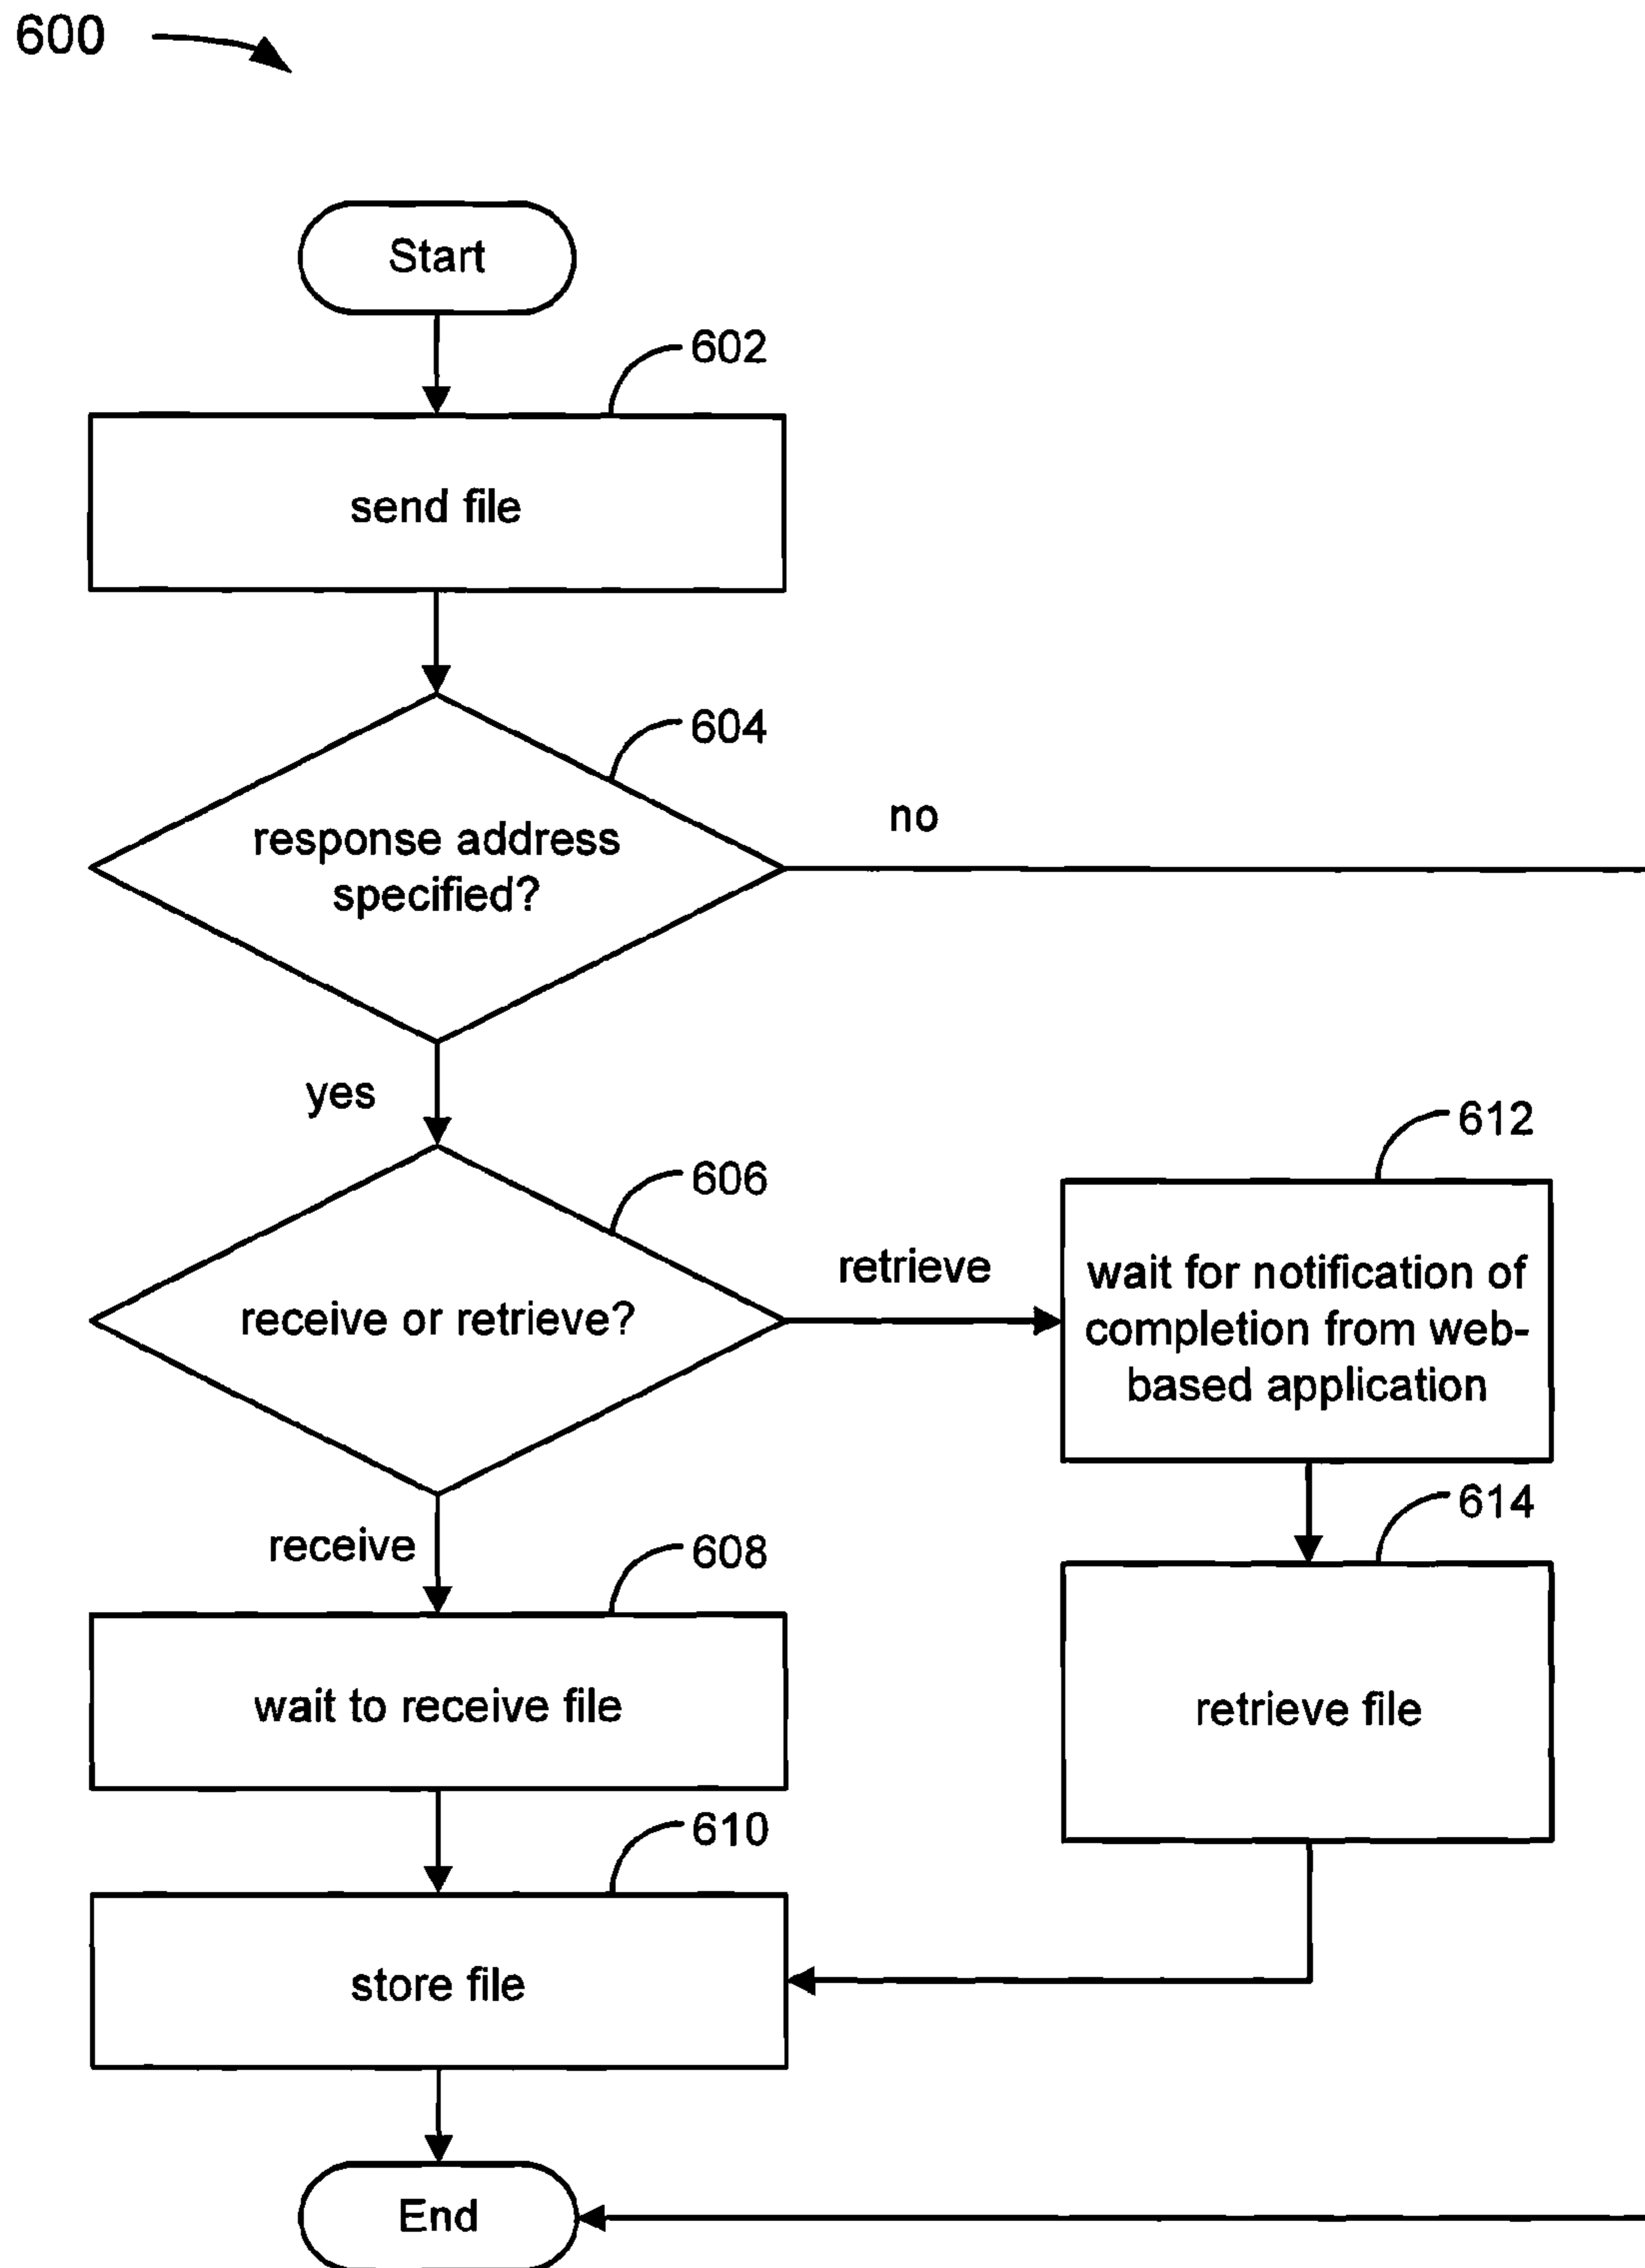 600
Start
602
send file
604
response address
specified?
no
yes
606
receive or retrieve?
retrieve
612
wait for notification of
completion from web-
based application
receive
608
wait to receive file
614
retrieve file
610
store file
End